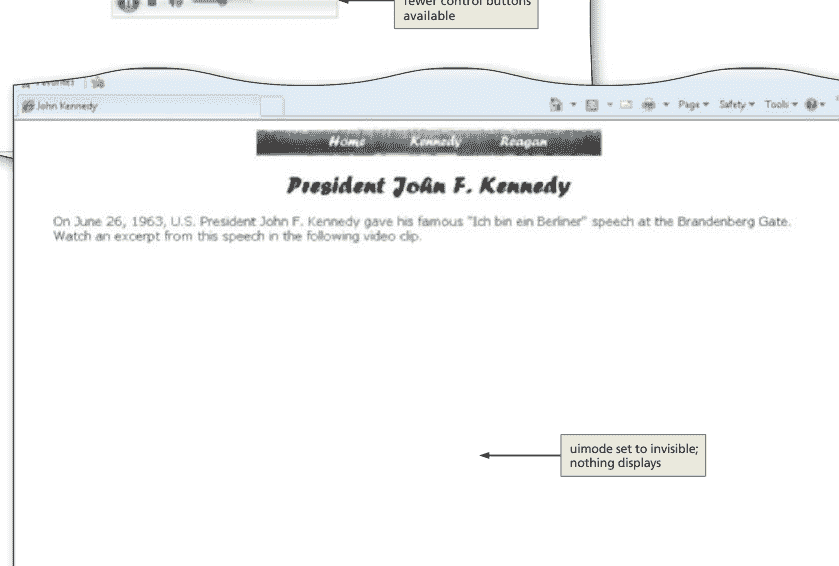 fewer control buttons
available
Favorites
John Kennedy
Page Safety Tools
Home Kennedy Reagan
President John F. Kennedy
On June 26, 1963, U.S. President John F. Kennedy gave his famous "Ich bin ein Berliner" speech at the Brandenberg Gate.
Watch an excerpt from this speech in the following video clip.
uimode set to invisible;
nothing displays